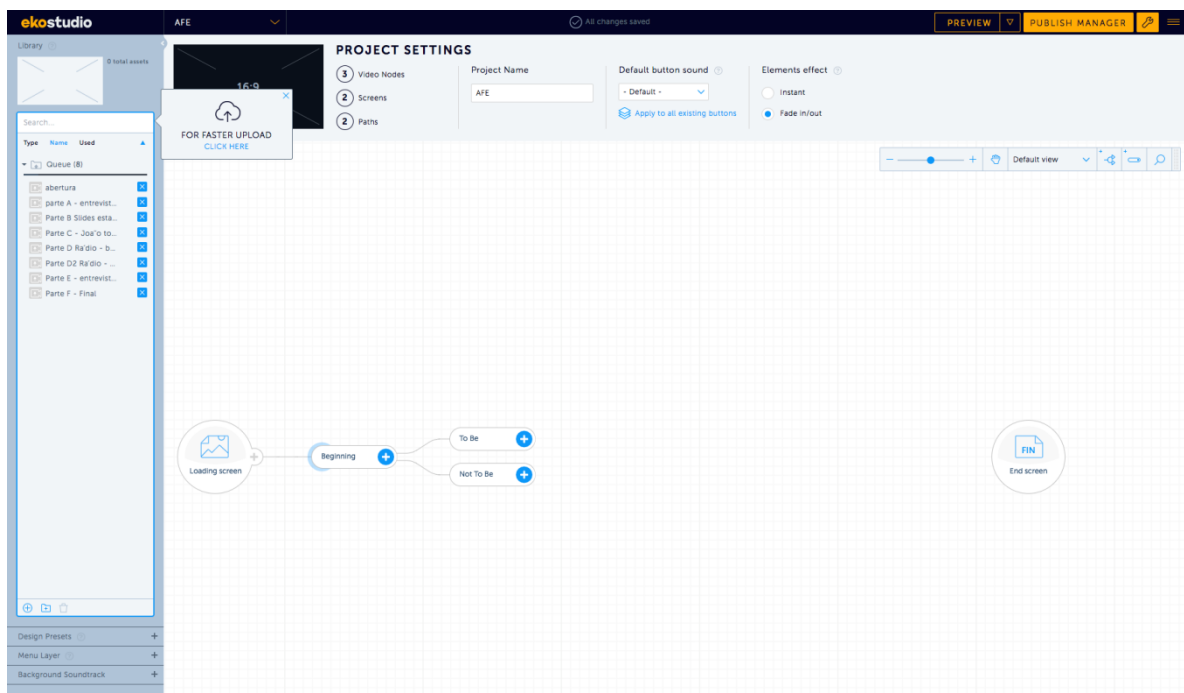 ekostudio
AFE
All changes saved
PREVIEW
PUBLISH MANAGER
Library
0 total assets
Search...
Type Name Used
Queue (8)
abertura
parte A - entrevist...
Parte B Slides esta...
Parte C - Joa'o to...
Parte D Ra'dio - b...
Parte D2 Ra'dio - ...
Parte E - entrevist...
Parte F - Final
Design Presets
Menu Layer
Background Soundtrack
16:9
FOR FASTER UPLOAD
CLICK HERE
PROJECT SETTINGS
3 Video Nodes
2 Screens
2 Paths
Project Name
AFE
Default button sound
- Default -
Apply to all existing buttons
Elements effect
Instant
Fade in/out
Default view
Loading screen
Beginning
To Be
Not To Be
FIN
End screen